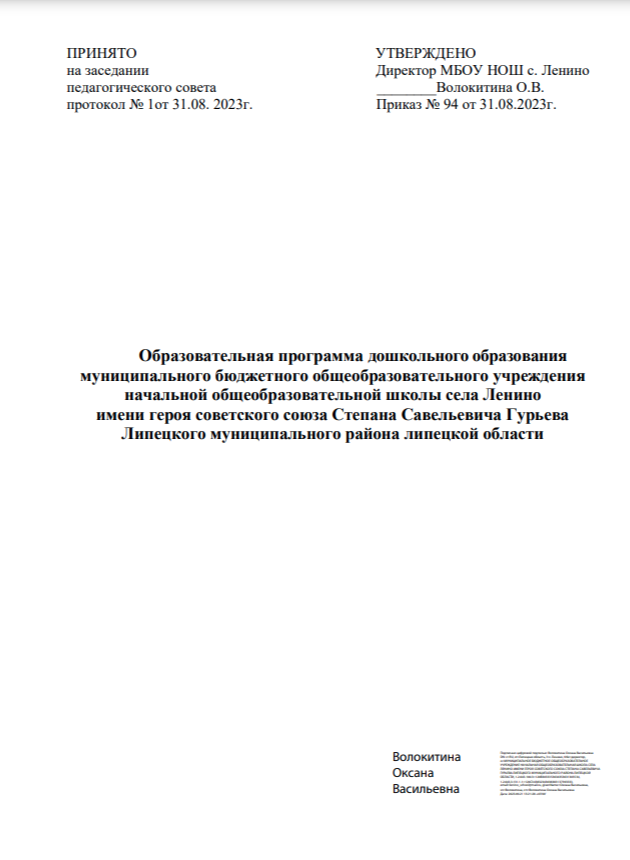 ПРИНЯТО
на заседании
педагогического совета
протокол № 1от 31.08. 2023г.
УТВЕРЖДЕНО
Директор МБОУ НОШ с. Ленино
________Волокитина О.В.
Приказ № 94 от 31.08.2023г.
Образовательная программа дошкольного образования
муниципального бюджетного общеобразовательного учреждения
начальной общеобразовательной школы села Ленино
имени героя советского союза Степана Савельевича Гурьева
Липецкого муниципального района липецкой области
Волокитина
Оксана
Васильевна